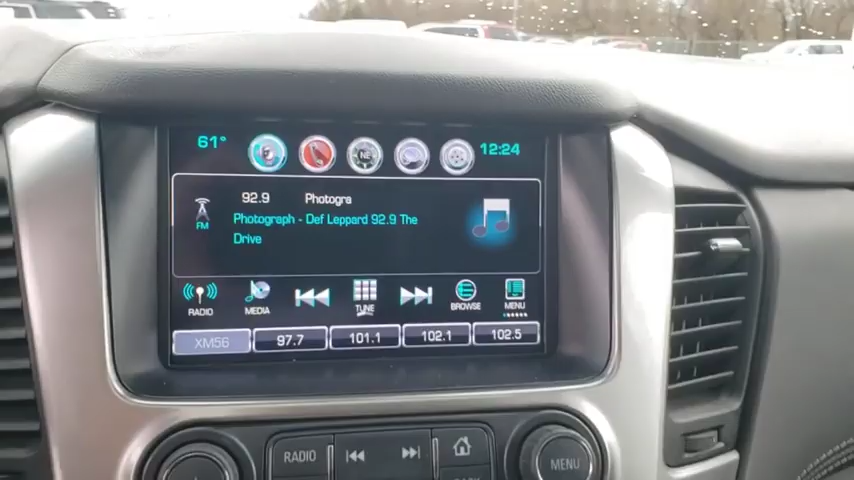 61° NE 12:24
92.9 Photogra
FM Photograph - Def Leppard 92.9 The
Drive
RADIO MEDIA TUNE BROWSE MENU
XM56 97.7 101.1 102.1 102.5
RADIO MENU